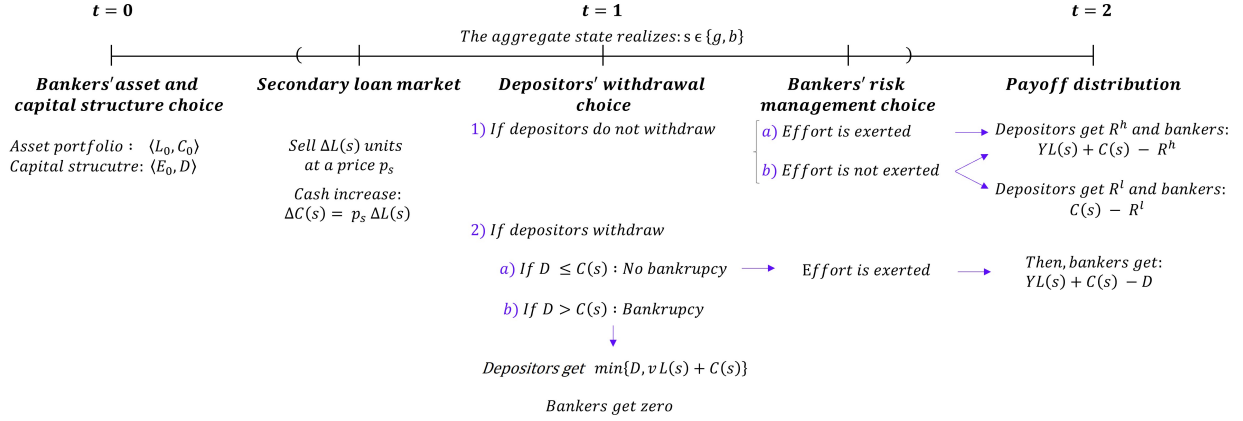 t = 0
t = 1
t = 2
The aggregate state realizes: s ϵ {g, b}
Bankers' asset and
capital structure choice
Secondary loan market
Depositors' withdrawal
choice
Bankers' risk
management choice
Payoff distribution
Asset portfolio : ⟨L₀, C₀⟩
Capital strucutre: ⟨E₀, D⟩
Sell ΔL(s) units
at a price pₛ
Cash increase:
ΔC(s) = pₛ ΔL(s)
1) If depositors do not withdraw
a) Effort is exerted
b) Effort is not exerted
Depositors get Rʰ and bankers:
YL(s) + C(s) − Rʰ
Depositors get Rˡ and bankers:
C(s) − Rˡ
2) If depositors withdraw
a) If D ≤ C(s) : No bankrupcy
Effort is exerted
Then, bankers get:
YL(s) + C(s) − D
b) If D > C(s) : Bankrupcy
Depositors get min{D, v L(s) + C(s)}
Bankers get zero